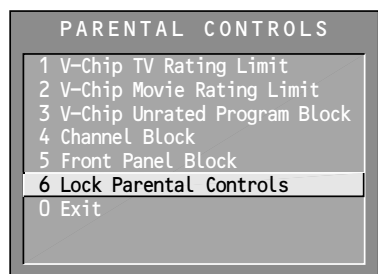 PARENTAL CONTROLS
1 V-Chip TV Rating Limit
2 V-Chip Movie Rating Limit
3 V-Chip Unrated Program Block
4 Channel Block
5 Front Panel Block
6 Lock Parental Controls
0 Exit